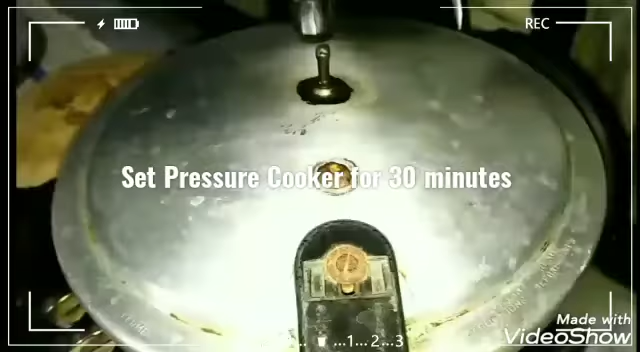 REC
Set Pressure Cooker for 30 minutes
...1...2...3
Made with
VideoShow